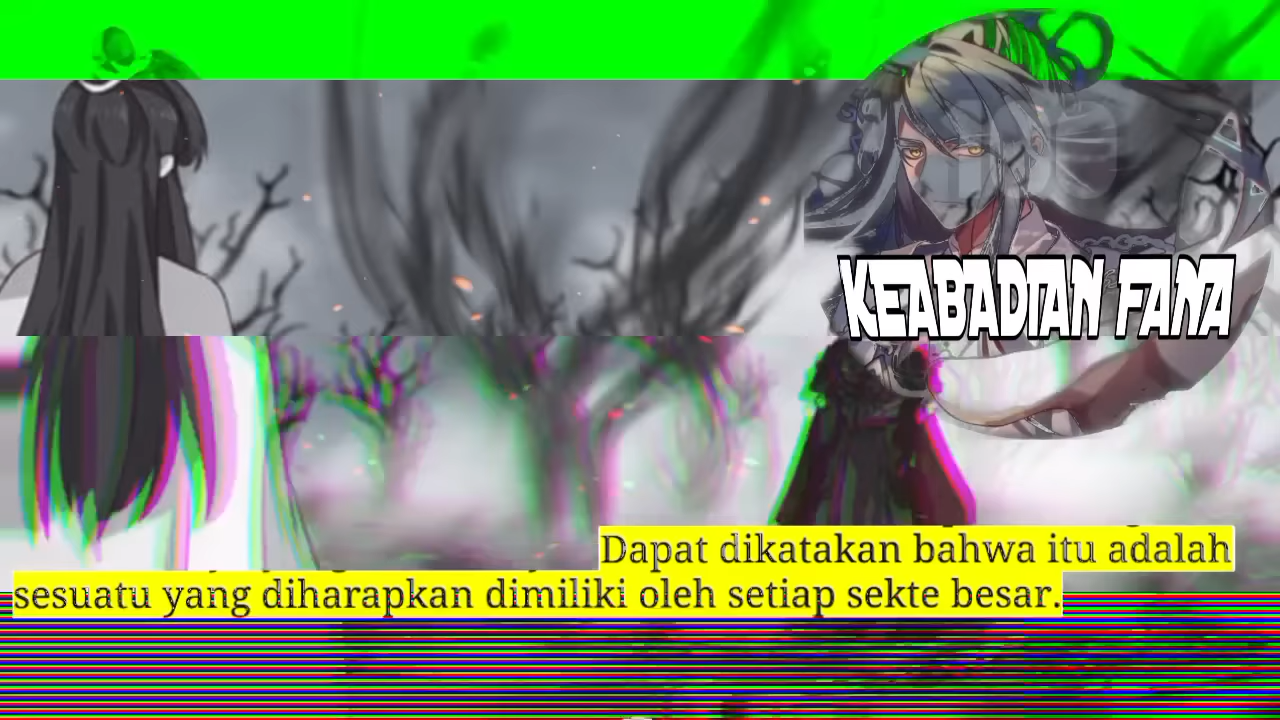 KEABADIAN FANA
Dapat dikatakan bahwa itu adalah
sesuatu yang diharapkan dimiliki oleh setiap sekte besar.